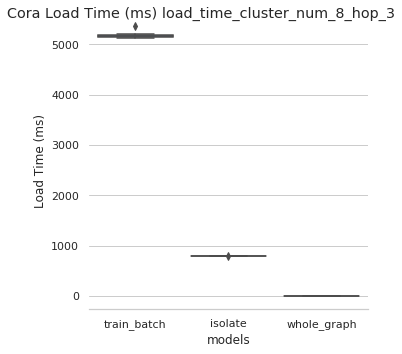 Cora Load Time (ms) load_time_cluster_num_8_hop_3
5000
4000
3000
2000
1000
0
Load Time (ms)
train_batch
isolate
whole_graph
models